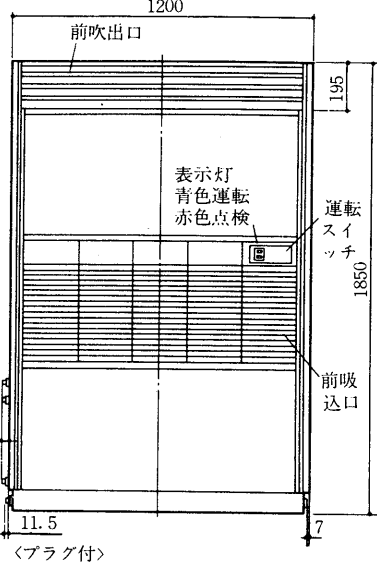 1200
前吹出口
195
表示灯
青色運転
赤色点検
運転
スイ
ッチ
1850
前吸
込口
11.5
7
〈プラグ付〉